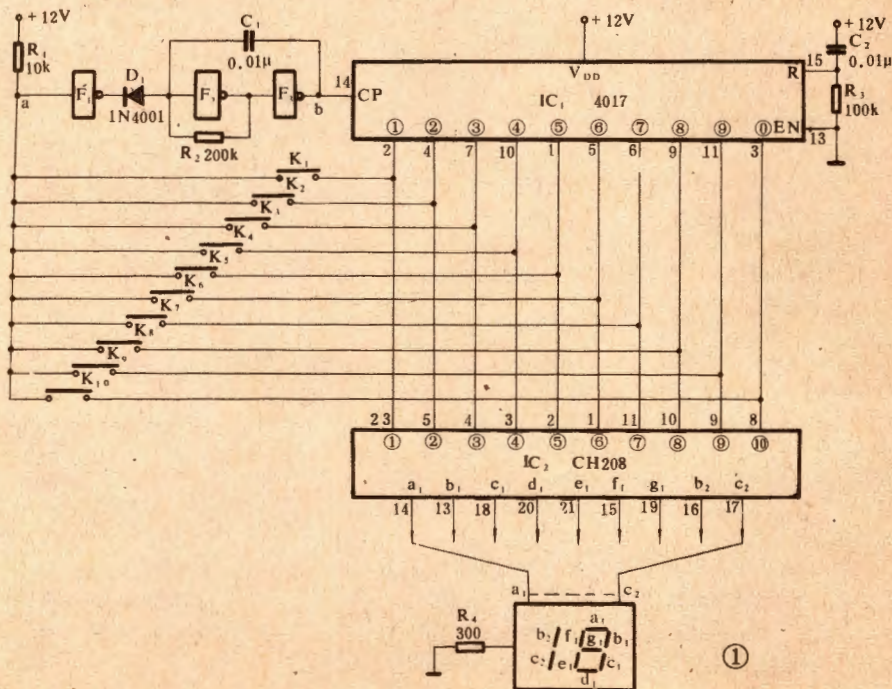 +12V
+12V
+12V
R₁
10k
C₁
0.01μ
C₂
0.01μ
a
F₁
D₁
1N4001
F₂
F₃
b
R₂ 200k
14
CP
V_DD
IC₁ 4017
R
15
EN
13
R₃
100k
① ② ③ ④ ⑤ ⑥ ⑦ ⑧ ⑨ ⓪
2 4 7 10 1 5 6 9 11 3
K₁
K₂
K₃
K₄
K₅
K₆
K₇
K₈
K₉
K₁₀
23 5 4 3 2 1 11 10 9 8
① ② ③ ④ ⑤ ⑥ ⑦ ⑧ ⑨ ⑩
IC₂ CH208
a₁ b₁ c₁ d₁ e₁ f₁ g₁ b₂ c₂
14 13 18 20 21 15 19 16 17
a₁ c₂
R₄
300
a₁
b₂ f₁ g₁ b₁
c₂ e₁ c₁
d₁
①